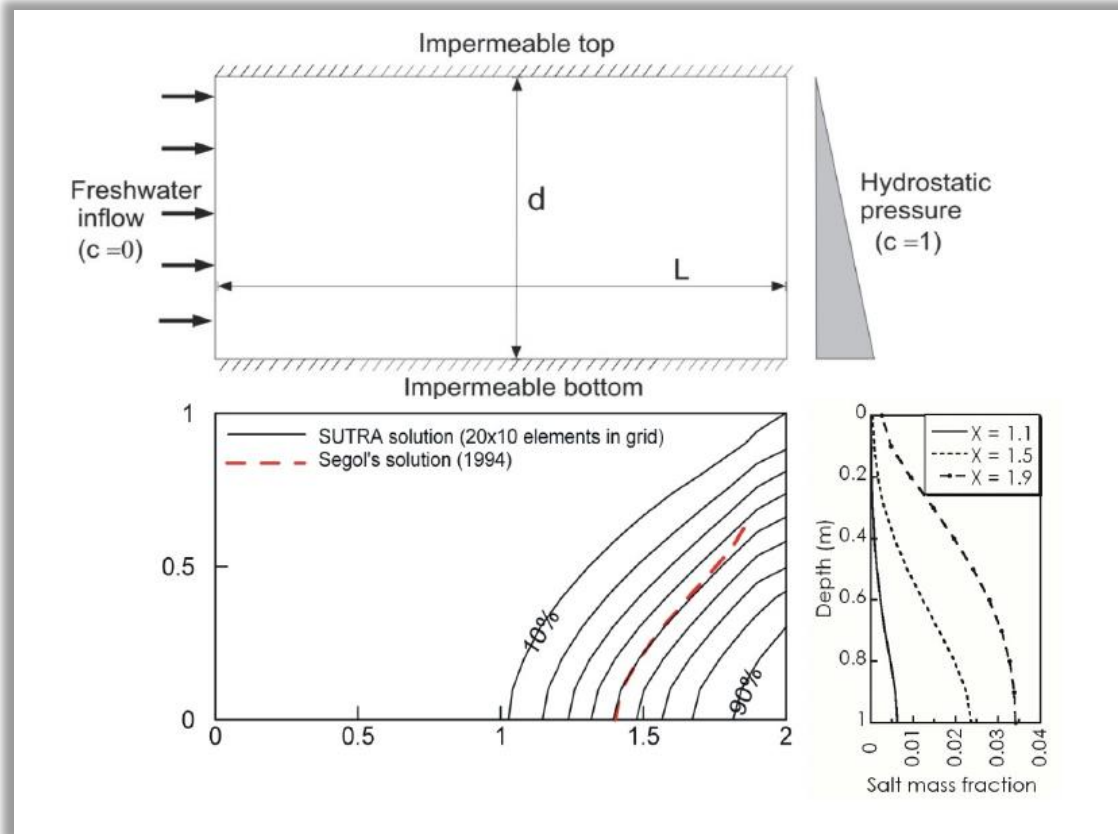 Impermeable top
Freshwater
inflow
(c =0)
d
L
Hydrostatic
pressure
(c =1)
Impermeable bottom
1
SUTRA solution (20x10 elements in grid)
Segol's solution (1994)
0.5
10%
90%
0
0
0.5
1
1.5
2
0
X = 1.1
X = 1.5
X = 1.9
0.2
0.4
Depth (m)
0.6
0.8
1
0
0.01
0.02
0.03
0.04
Salt mass fraction